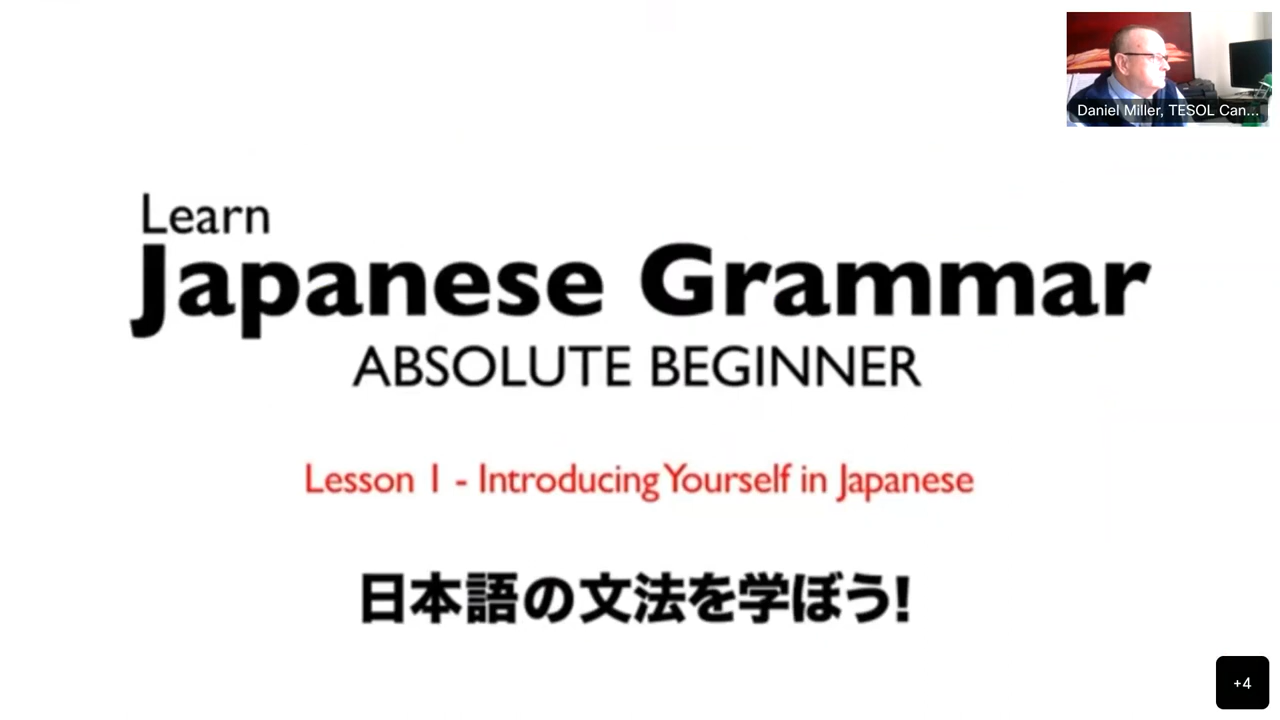 Daniel Miller, TESOL Can...
Learn
Japanese Grammar
ABSOLUTE BEGINNER
Lesson 1 - Introducing Yourself in Japanese
日本語の文法を学ぼう!
+4